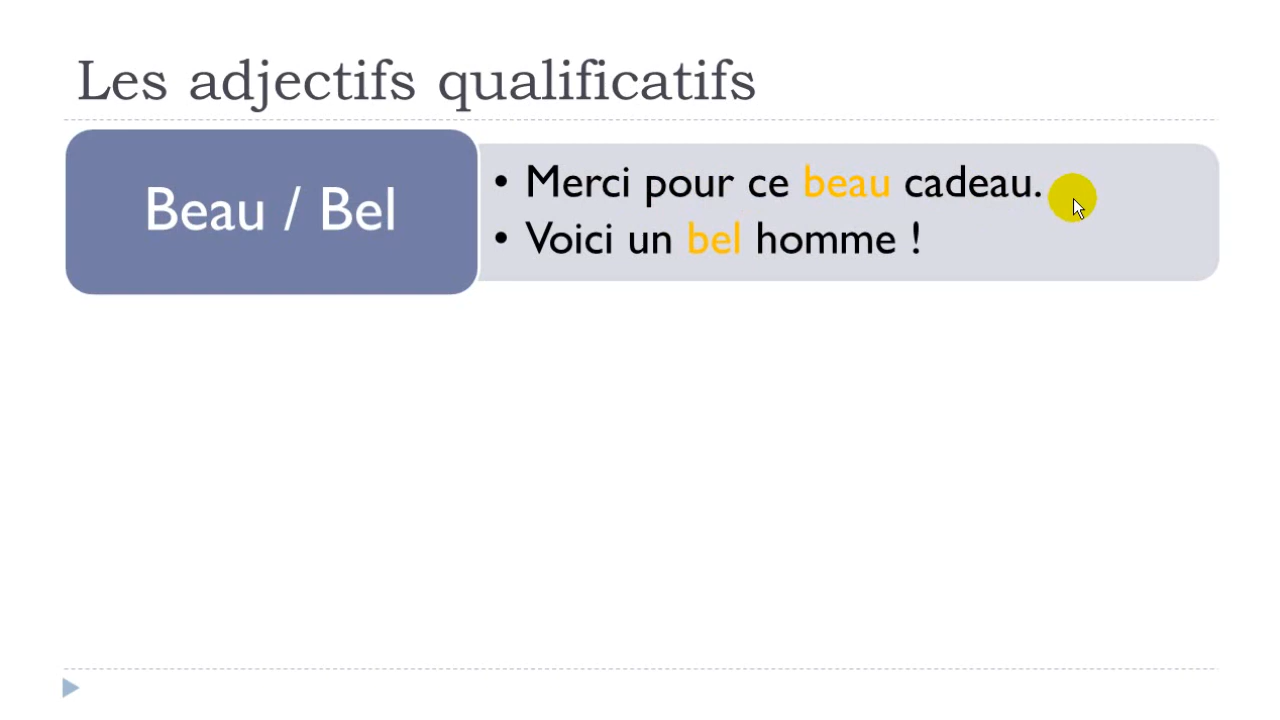 Les adjectifs qualificatifs
Beau / Bel
• Merci pour ce beau cadeau.
• Voici un bel homme !